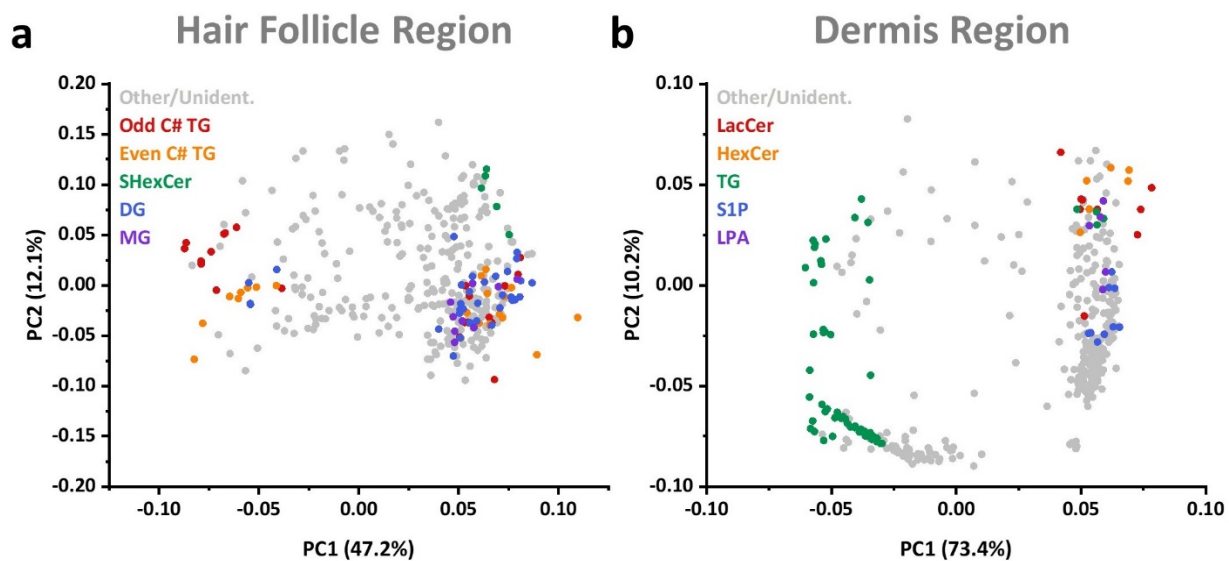 a Hair Follicle Region
0.20
0.15
0.10
0.05
0.00
-0.05
-0.10
-0.15
-0.20
PC2 (12.1%)
Other/Unident.
Odd C# TG
Even C# TG
SHexCer
DG
MG
-0.10 -0.05 0.00 0.05 0.10
PC1 (47.2%)
b Dermis Region
0.10
0.05
0.00
-0.05
-0.10
PC2 (10.2%)
Other/Unident.
LacCer
HexCer
TG
S1P
LPA
-0.10 -0.05 0.00 0.05 0.10
PC1 (73.4%)